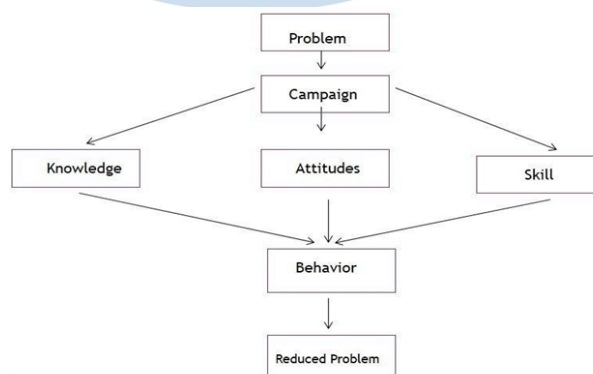 Problem
Campaign
Knowledge
Attitudes
Skill
Behavior
Reduced Problem